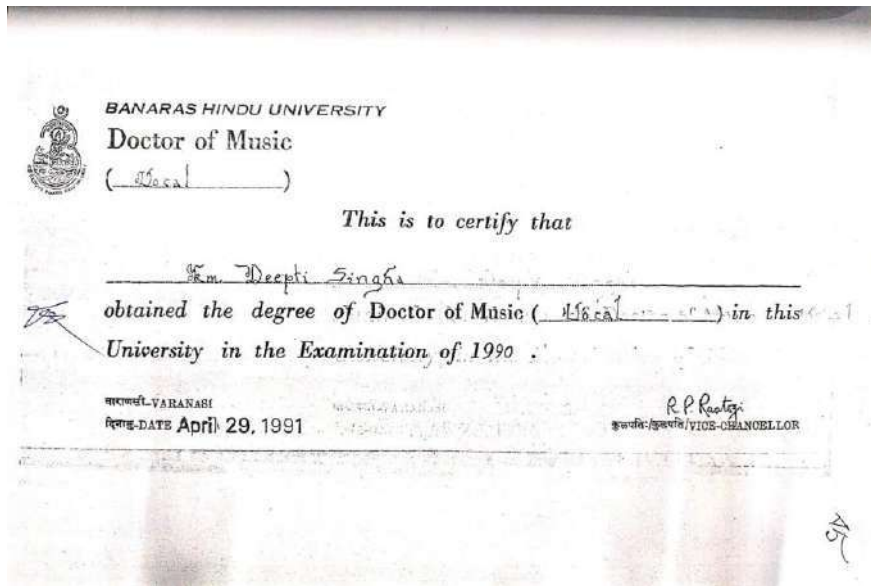 BANARAS HINDU UNIVERSITY
Doctor of Music
( Vocal )
This is to certify that
Km. Deepti Singh
obtained the degree of Doctor of Music ( Vocal ) in this
University in the Examination of 1990 .
वाराणसी-VARANASI
दिनाङ्क-DATE April 29, 1991
R. P. Rastogi
कुलपतिः/कुलपति/VICE-CHANCELLOR